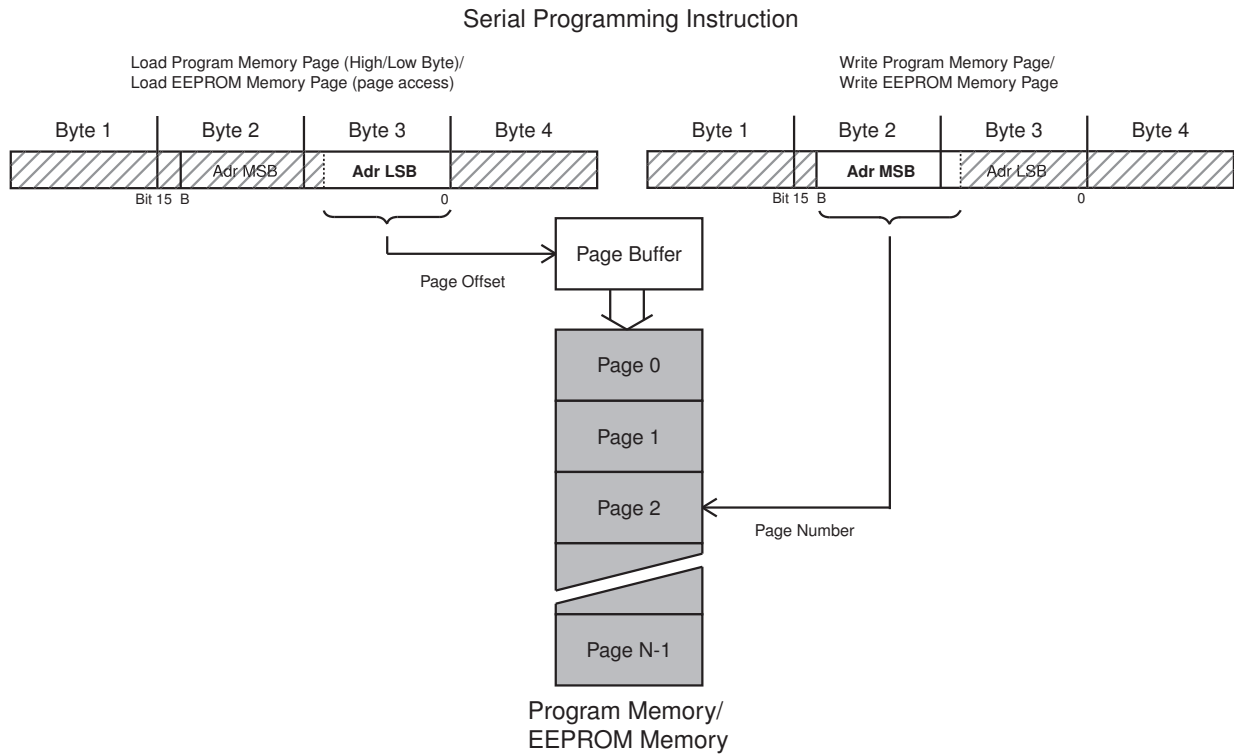 Serial Programming Instruction
Load Program Memory Page (High/Low Byte)/
Load EEPROM Memory Page (page access)
Write Program Memory Page/
Write EEPROM Memory Page
Byte 1 Byte 2 Byte 3 Byte 4
Byte 1 Byte 2 Byte 3 Byte 4
Adr MSB Adr LSB
Adr MSB Adr LSB
Bit 15 B 0
Bit 15 B 0
Page Buffer
Page Offset
Page 0
Page 1
Page 2
Page Number
Page N-1
Program Memory/
EEPROM Memory